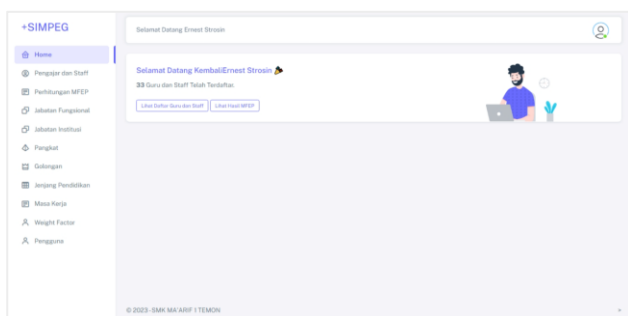 +SIMPEG
Selamat Datang Ernest Strosin
Home
Pengajar dan Staff
Perhitungan MFEP
Jabatan Fungsional
Jabatan Institusi
Pangkat
Golongan
Jenjang Pendidikan
Masa Kerja
Weight Factor
Pengguna
Selamat Datang KembaliErnest Strosin 🎉
33 Guru dan Staff Telah Terdaftar.
Lihat Daftar Guru dan Staff
Lihat Hasil MFEP
© 2023 - SMK MA'ARIF 1 TEMON